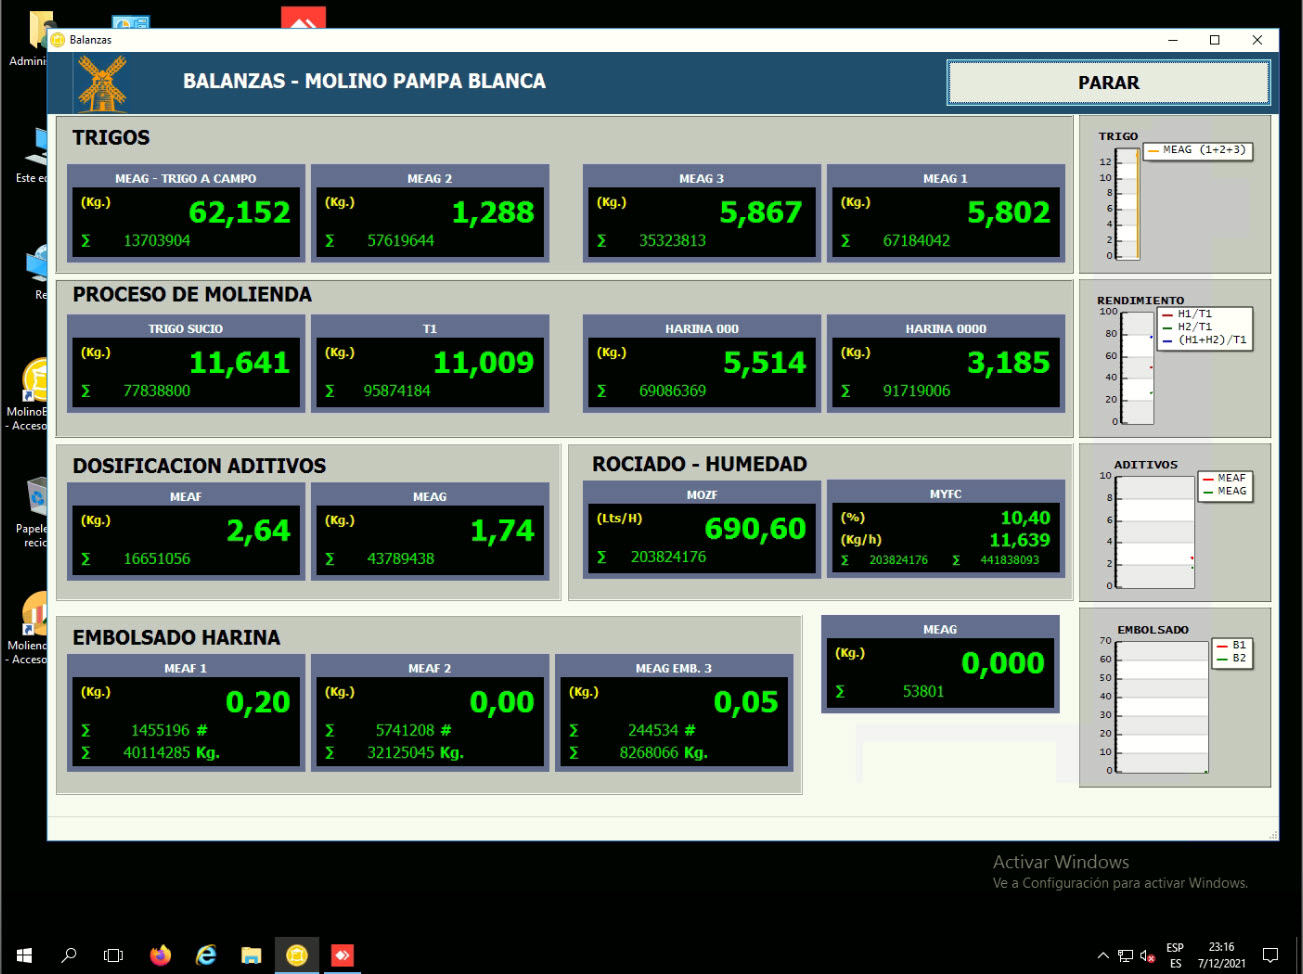 Adminis
Balanzas
BALANZAS - MOLINO PAMPA BLANCA
PARAR
TRIGOS
MEAG - TRIGO A CAMPO
(Kg.)
62,152
Σ 13703904
MEAG 2
(Kg.)
1,288
Σ 57619644
MEAG 3
(Kg.)
5,867
Σ 35323813
MEAG 1
(Kg.)
5,802
Σ 67184042
TRIGO
MEAG (1+2+3)
12
10
8
6
4
2
0
Este ec
Re
PROCESO DE MOLIENDA
TRIGO SUCIO
(Kg.)
11,641
Σ 77838800
T1
(Kg.)
11,009
Σ 95874184
HARINA 000
(Kg.)
5,514
Σ 69086369
HARINA 0000
(Kg.)
3,185
Σ 91719006
RENDIMIENTO
H1/T1
H2/T1
(H1+H2)/T1
100
80
60
40
20
0
MolinoE
- Acceso
DOSIFICACION ADITIVOS
MEAF
(Kg.)
2,64
Σ 16651056
MEAG
(Kg.)
1,74
Σ 43789438
ROCIADO - HUMEDAD
MOZF
(Lts/H)
690,60
Σ 203824176
MYFC
(%) 10,40
(Kg/h) 11,639
Σ 203824176 Σ 441838093
ADITIVOS
MEAF
MEAG
10
8
6
4
2
0
Papele
recic
Moliend
- Acceso
EMBOLSADO HARINA
MEAF 1
(Kg.)
0,20
Σ 1455196 #
Σ 40114285 Kg.
MEAF 2
(Kg.)
0,00
Σ 5741208 #
Σ 32125045 Kg.
MEAG EMB. 3
(Kg.)
0,05
Σ 244534 #
Σ 8268066 Kg.
MEAG
(Kg.)
0,000
Σ 53801
EMBOLSADO
B1
B2
70
60
50
40
30
20
10
0
Activar Windows
Ve a Configuración para activar Windows.
ESP
ES
23:16
7/12/2021